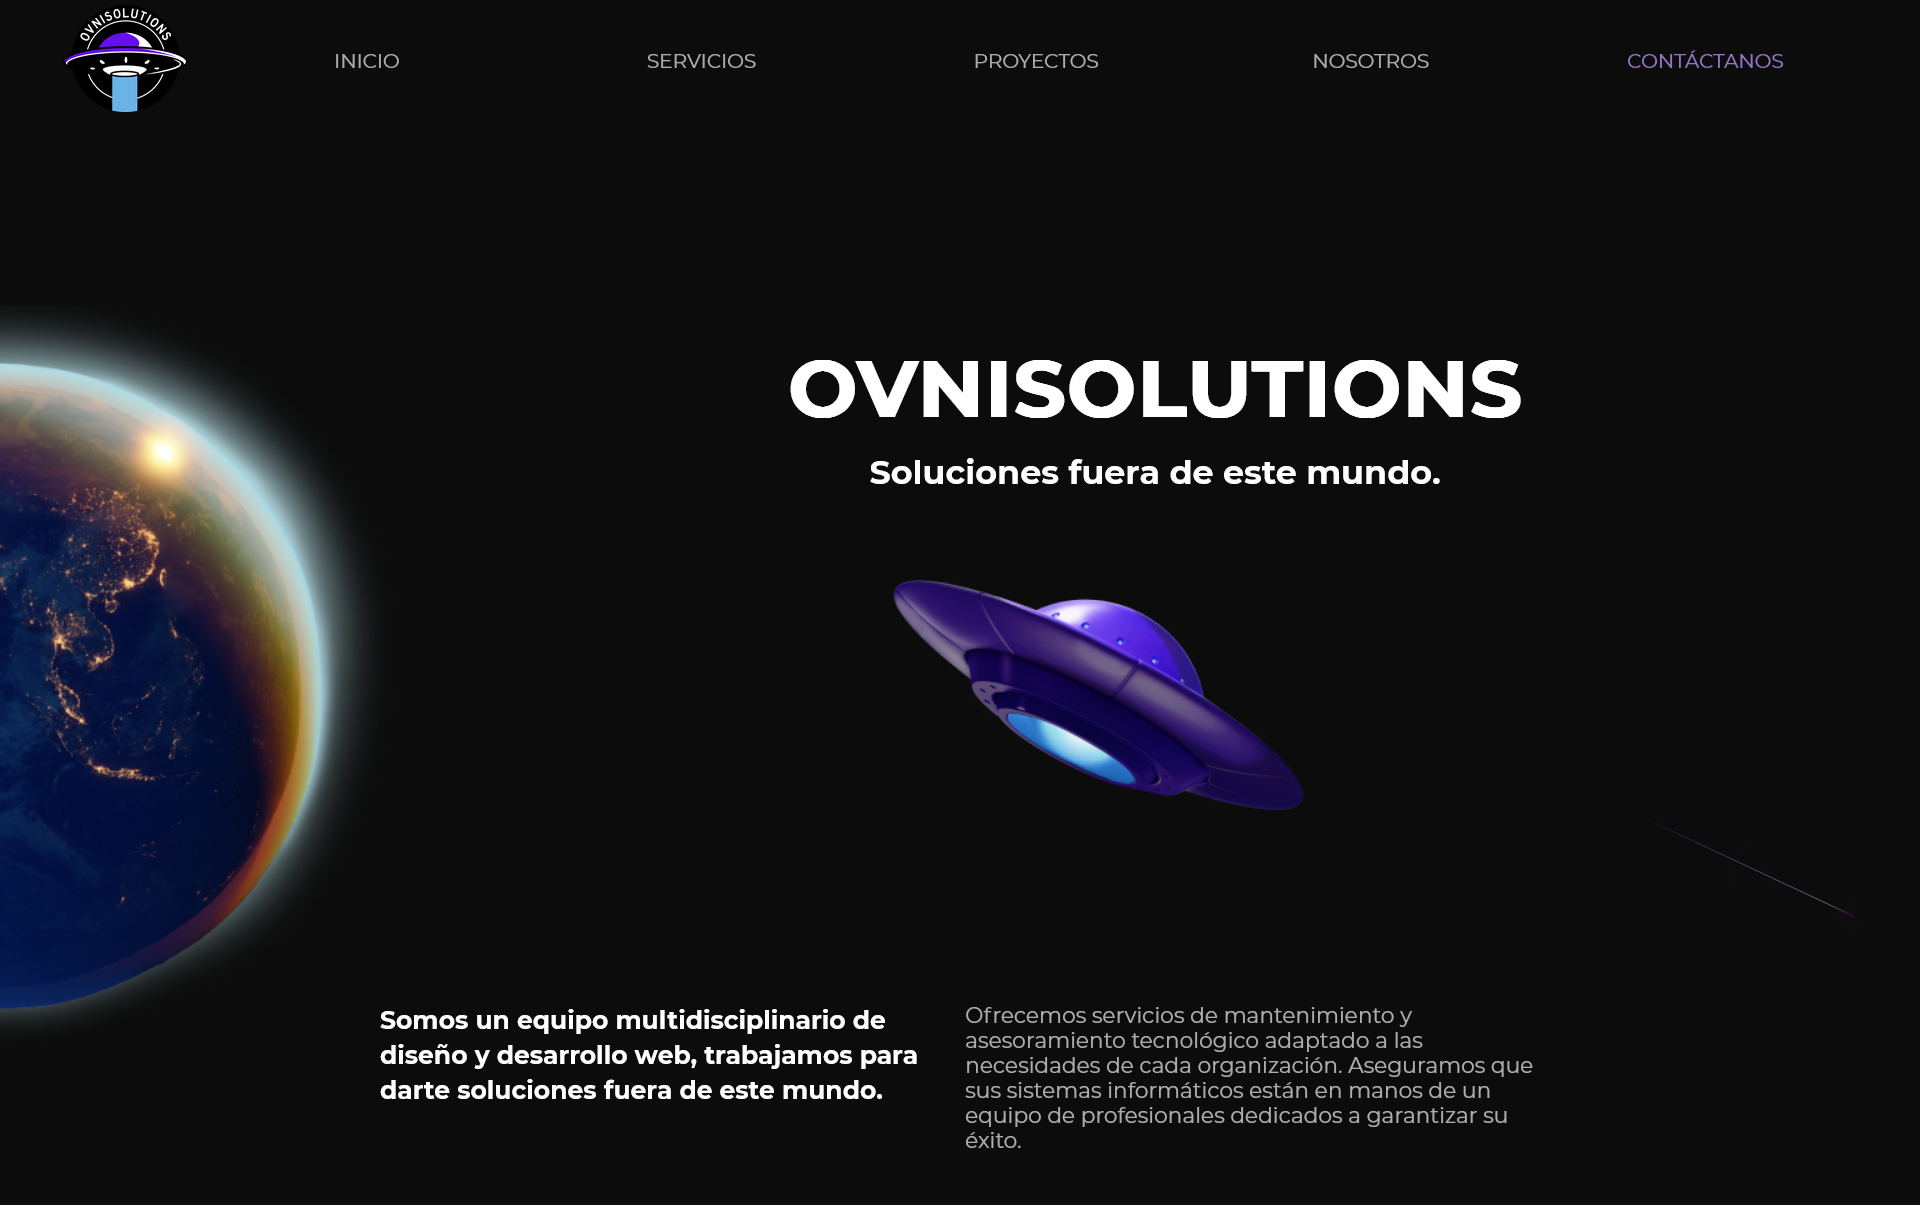 OVNISOLUTIONS
INICIO
SERVICIOS
PROYECTOS
NOSOTROS
CONTÁCTANOS
OVNISOLUTIONS
Soluciones fuera de este mundo.
Somos un equipo multidisciplinario de
diseño y desarrollo web, trabajamos para
darte soluciones fuera de este mundo.
Ofrecemos servicios de mantenimiento y
asesoramiento tecnológico adaptado a las
necesidades de cada organización. Aseguramos que
sus sistemas informáticos están en manos de un
equipo de profesionales dedicados a garantizar su
éxito.